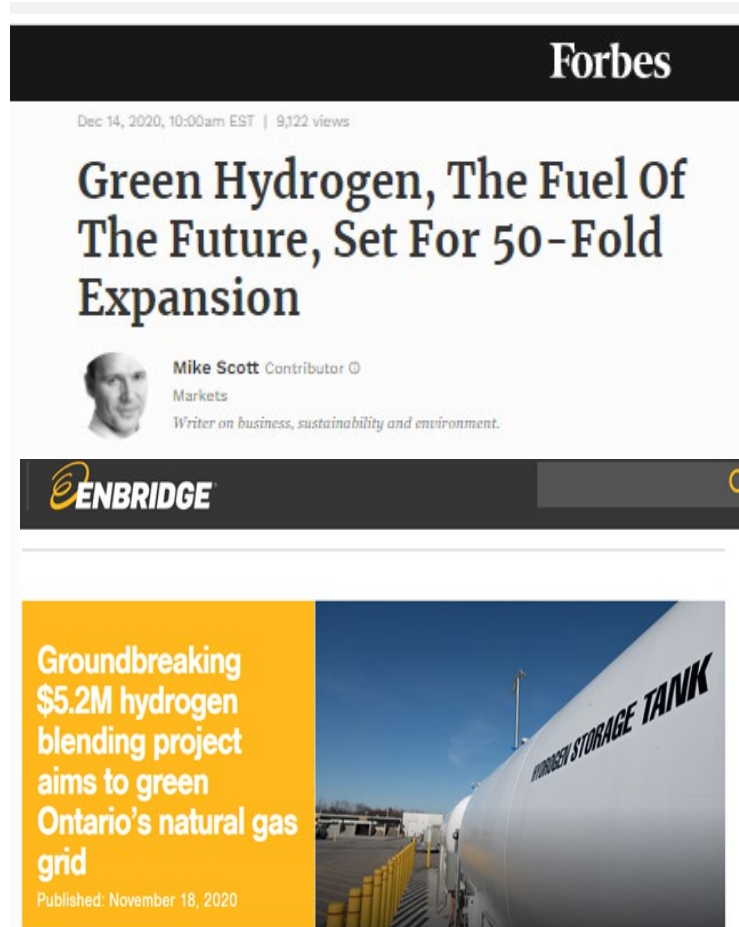 Forbes
Dec 14, 2020, 10:00am EST | 9,122 views
Green Hydrogen, The Fuel Of
The Future, Set For 50-Fold
Expansion
Mike Scott Contributor
Markets
Writer on business, sustainability and environment.
ENBRIDGE
Groundbreaking
$5.2M hydrogen
blending project
aims to green
Ontario's natural gas
grid
Published: November 18, 2020
HYDROGEN STORAGE TANK